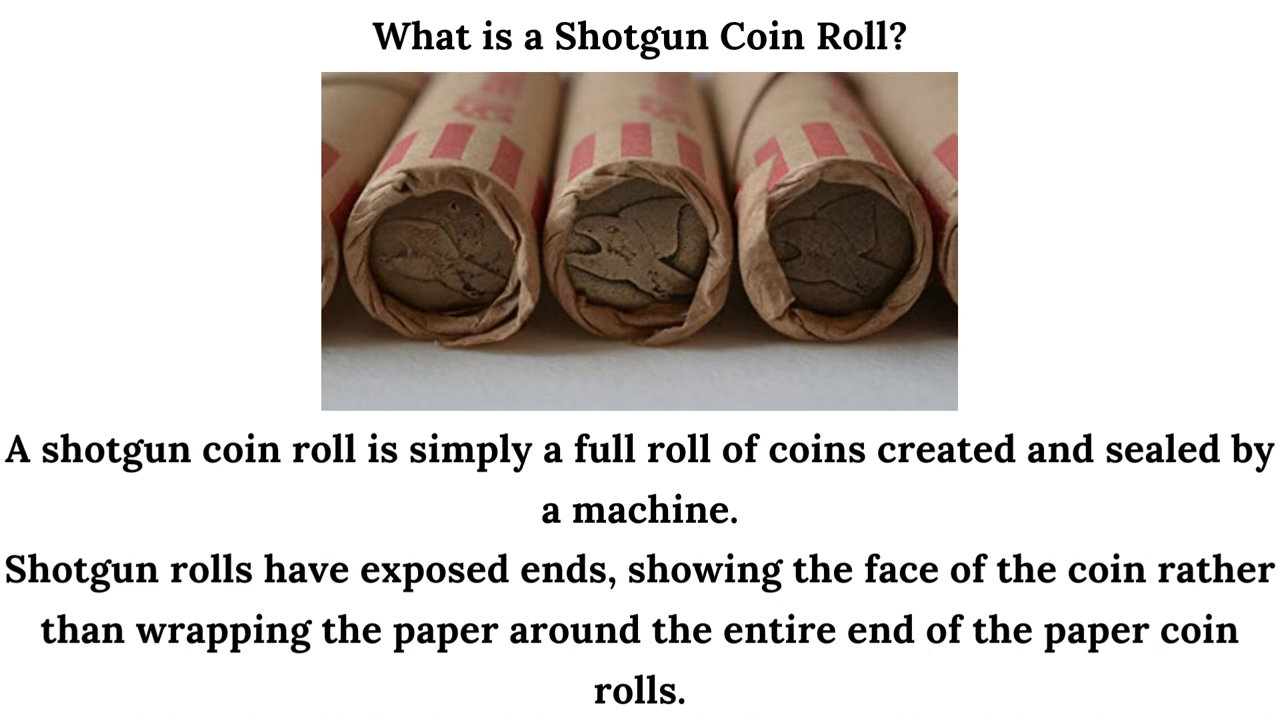 What is a Shotgun Coin Roll?
A shotgun coin roll is simply a full roll of coins created and sealed by
a machine.
Shotgun rolls have exposed ends, showing the face of the coin rather
than wrapping the paper around the entire end of the paper coin
rolls.